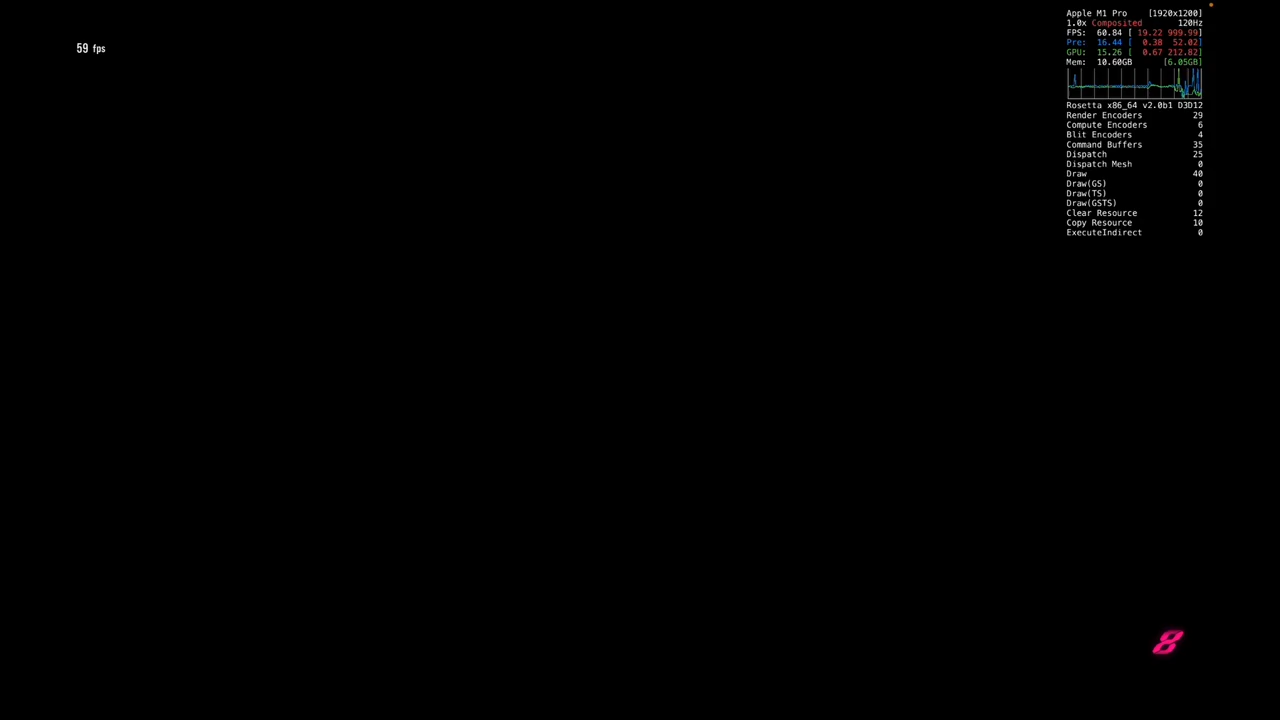 59 fps
Apple M1 Pro [1920x1200]
1.0x Composited 120Hz
FPS: 60.84 [ 19.22 999.99]
Pre: 16.44 [ 0.38 52.02]
GPU: 15.26 [ 0.67 212.82]
Mem: 10.60GB [6.05GB]
Rosetta x86_64 v2.0b1 D3D12
Render Encoders 29
Compute Encoders 6
Blit Encoders 4
Command Buffers 35
Dispatch 25
Dispatch Mesh 0
Draw 40
Draw(GS) 0
Draw(TS) 0
Draw(GSTS) 0
Clear Resource 12
Copy Resource 10
ExecuteIndirect 0
8